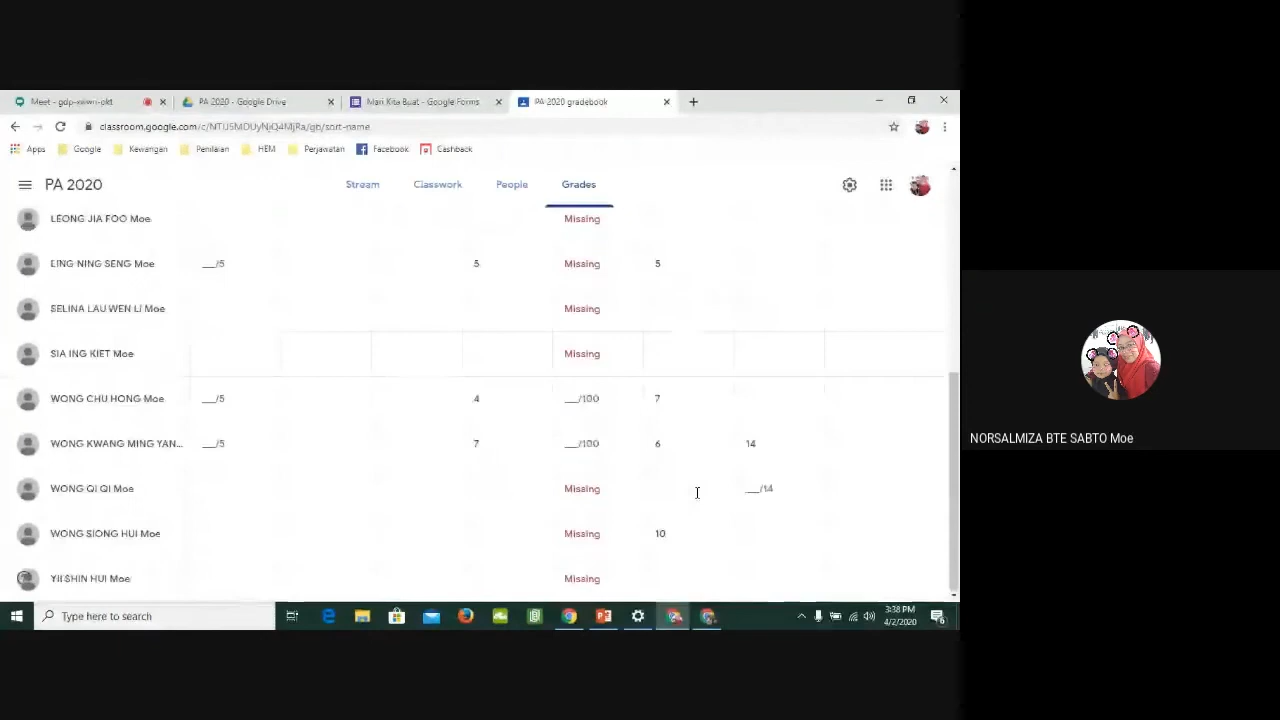 Meet - gdp-xwwn-okt
PA 2020 - Google Drive
Mari Kita Buat - Google Forms
PA 2020 gradebook
classroom.google.com/c/NTU5MDUyNjQ4MjRa/gb/sort-name
Apps Google Kewangan Penilaian HEM Perjawatan Facebook Cashback
PA 2020 Stream Classwork People Grades
LEONG JIA FOO Moe Missing
LING NING SENG Moe __/5 5 Missing 5
SELINA LAU WEN LI Moe Missing
SIA ING KIET Moe Missing
WONG CHU HONG Moe __/5 4 __/100 7
WONG KWANG MING YAN... __/5 7 __/100 6 14
WONG QI QI Moe Missing __/14
WONG SIONG HUI Moe Missing 10
YII SHIN HUI Moe Missing
NORSALMIZA BTE SABTO Moe
Type here to search
3:38 PM
4/2/2020